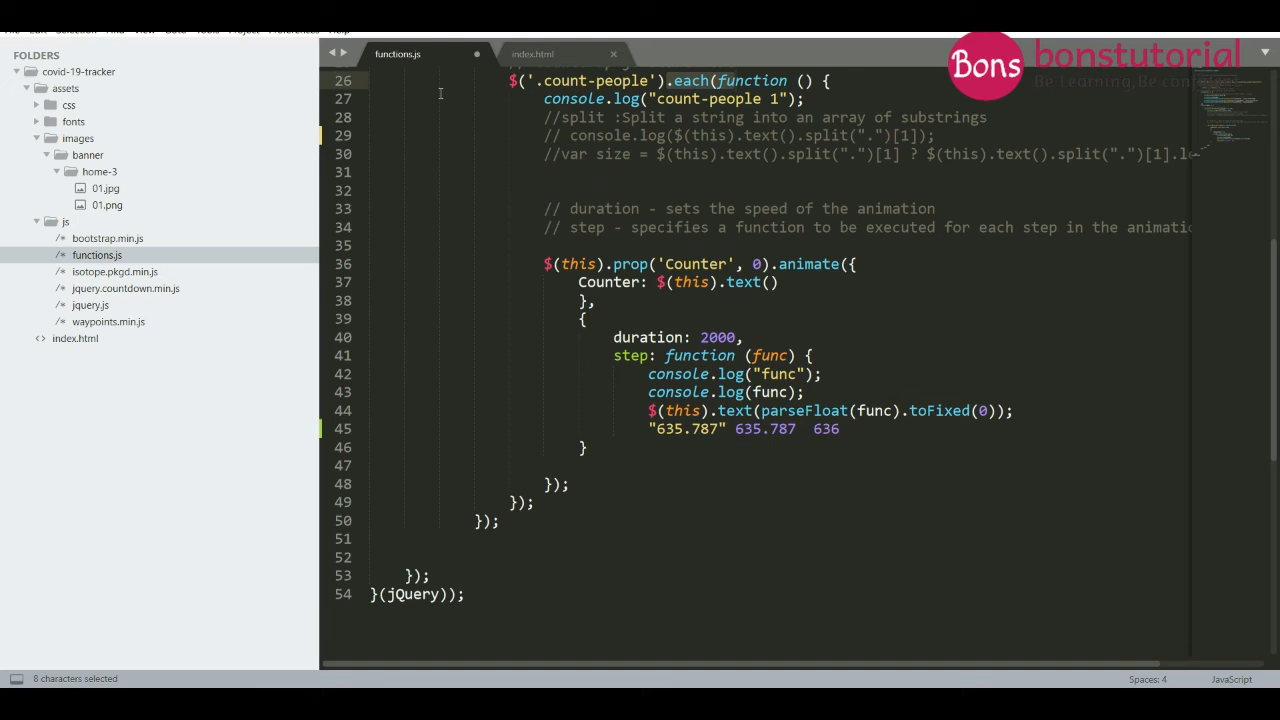 FOLDERS
covid-19-tracker
assets
css
fonts
images
banner
home-3
01.jpg
01.png
js
bootstrap.min.js
functions.js
isotope.pkgd.min.js
jquery.countdown.min.js
jquery.js
waypoints.min.js
index.html
functions.js
index.html
Bons bonstutorial
Be Learning,Be Coding
26 $('.count-people').each(function () {
27 console.log("count-people 1");
28 //split :Split a string into an array of substrings
29 // console.log($(this).text().split(".")[1]);
30 //var size = $(this).text().split(".")[1] ? $(this).text().split(".")[1].le
31
32
33 // duration - sets the speed of the animation
34 // step - specifies a function to be executed for each step in the animatio
35
36 $(this).prop('Counter', 0).animate({
37 Counter: $(this).text()
38 },
39 {
40 duration: 2000,
41 step: function (func) {
42 console.log("func");
43 console.log(func);
44 $(this).text(parseFloat(func).toFixed(0));
45 "635.787" 635.787 636
46 }
47
48 });
49 });
50 });
51
52
53 });
54 }(jQuery));
8 characters selected
Spaces: 4
JavaScript